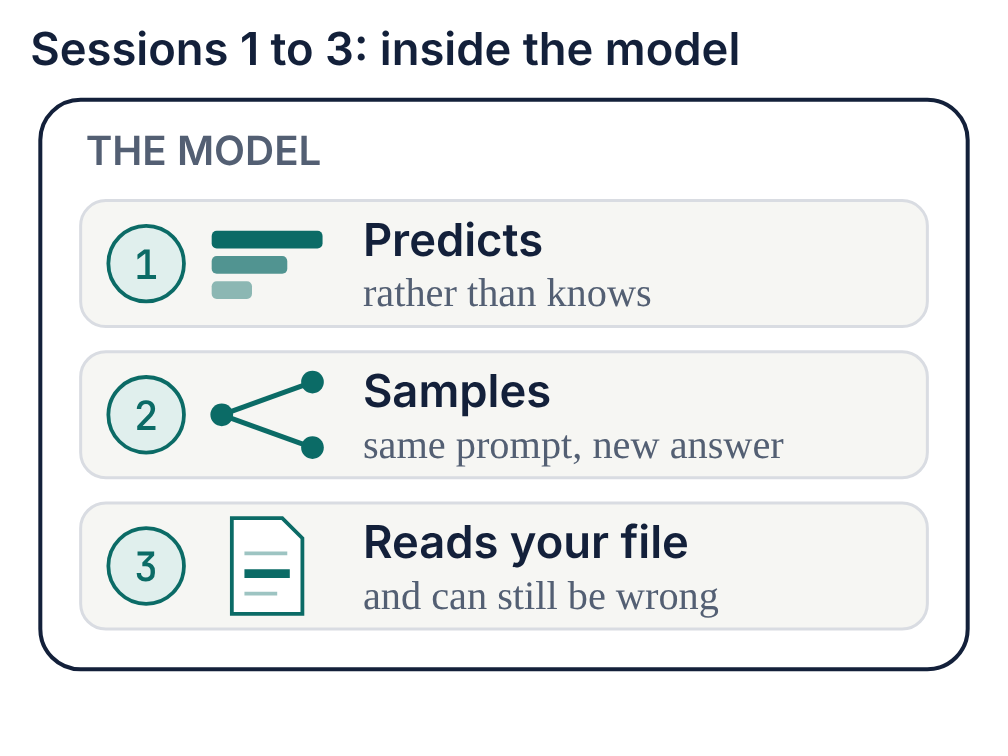 Sessions 1 to 3: inside the model
THE MODEL
1
Predicts
rather than knows
2
Samples
same prompt, new answer
3
Reads your file
and can still be wrong